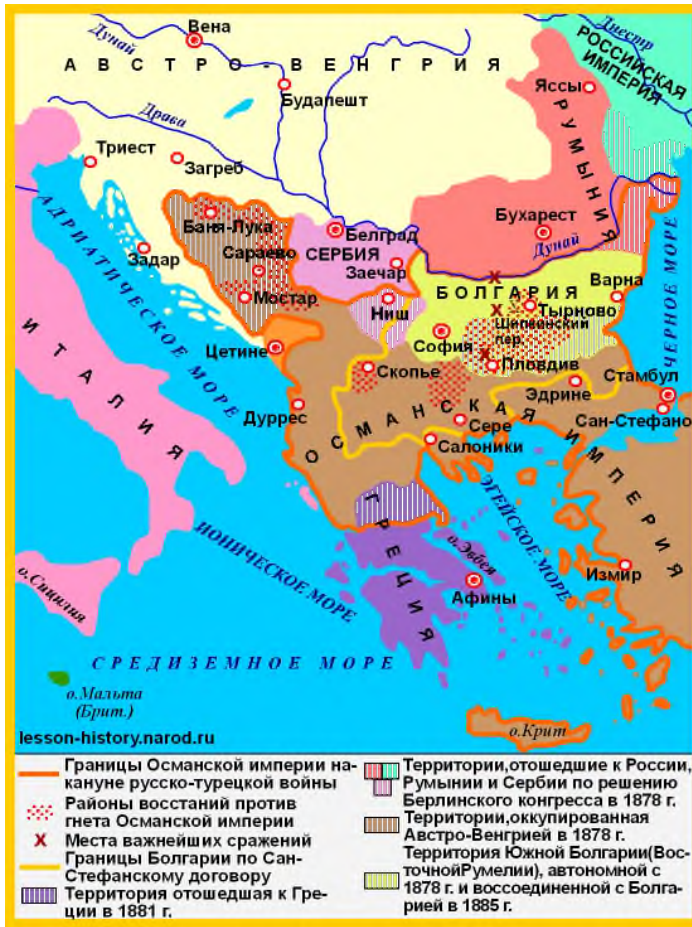 Вена
Дунай
Днестр
РОССИЙСКАЯ
ИМПЕРИЯ
АВСТРО-ВЕНГРИЯ
Будапешт
Яссы
Драва
РУМЫНИЯ
Триест
Загреб
АДРИАТИЧЕСКОЕ МОРЕ
Баня-Лука
Белград
Бухарест
Дунай
Сараево
СЕРБИЯ
Задар
Заечар
ЧЕРНОЕ МОРЕ
Мостар
БОЛГАРИЯ
Варна
Ниш
Тырново
Шипкинский
пер.
ИТАЛИЯ
Цетине
София
Скопье
Пловдив
Стамбул
Эдрине
Дуррес
ОСМАНСКАЯ ИМПЕРИЯ
Сере
Сан-Стефано
Салоники
ГРЕЦИЯ
ЭГЕЙСКОЕ МОРЕ
ИОНИЧЕСКОЕ МОРЕ
о.Эвбея
Измир
о.Сицилия
Афины
СРЕДИЗЕМНОЕ МОРЕ
о.Мальта
(Брит.)
о.Крит
lesson-history.narod.ru
Границы Османской империи на-
кануне русско-турецкой войны
Районы восстаний против
гнета Османской империи
X Места важнейших сражений
Границы Болгарии по Сан-
Стефанскому договору
Территория отошедшая к Гре-
ции в 1881 г.
Территории,отошедшие к России,
Румынии и Сербии по решению
Берлинского конгресса в 1878 г.
Территории,оккупированная
Австро-Венгрией в 1878 г.
Территория Южной Болгарии(Вос-
точнойРумелии), автономной с
1878 г. и воссоединенной с Болга-
рией в 1885 г.